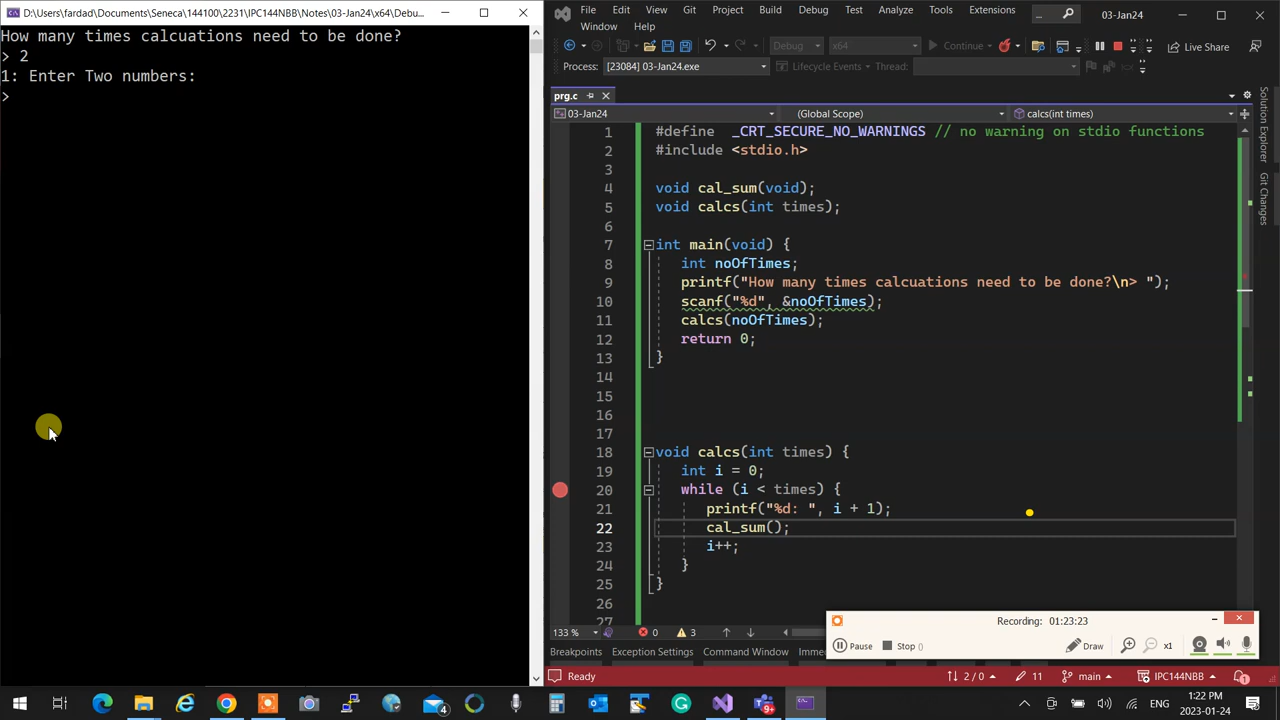 D:\Users\fardad\Documents\Seneca\144100\2231\IPC144NBB\Notes\03-Jan24\x64\Debu...
How many times calcuations need to be done?
> 2
1: Enter Two numbers:
>
File Edit View Git Project Build Debug Test Analyze Tools Extensions ... 03-Jan24
Window Help
Debug x64 Continue Live Share
Process: [23084] 03-Jan24.exe Lifecycle Events Thread:
prg.c
03-Jan24 (Global Scope) calcs(int times)
1 #define _CRT_SECURE_NO_WARNINGS // no warning on stdio functions
2 #include <stdio.h>
3
4 void cal_sum(void);
5 void calcs(int times);
6
7 int main(void) {
8 int noOfTimes;
9 printf("How many times calcuations need to be done?\n> ");
10 scanf("%d", &noOfTimes);
11 calcs(noOfTimes);
12 return 0;
13 }
14
15
16
17
18 void calcs(int times) {
19 int i = 0;
20 while (i < times) {
21 printf("%d: ", i + 1);
22 cal_sum();
23 i++;
24 }
25 }
26
27
Solution Explorer
Git Changes
133 % 0 3
Breakpoints Exception Settings Command Window Imme
Ready 2 / 0 11 main IPC144NBB 1
Recording: 01:23:23
Pause Stop () Draw x1
4 9+ ENG 1:22 PM
2023-01-24